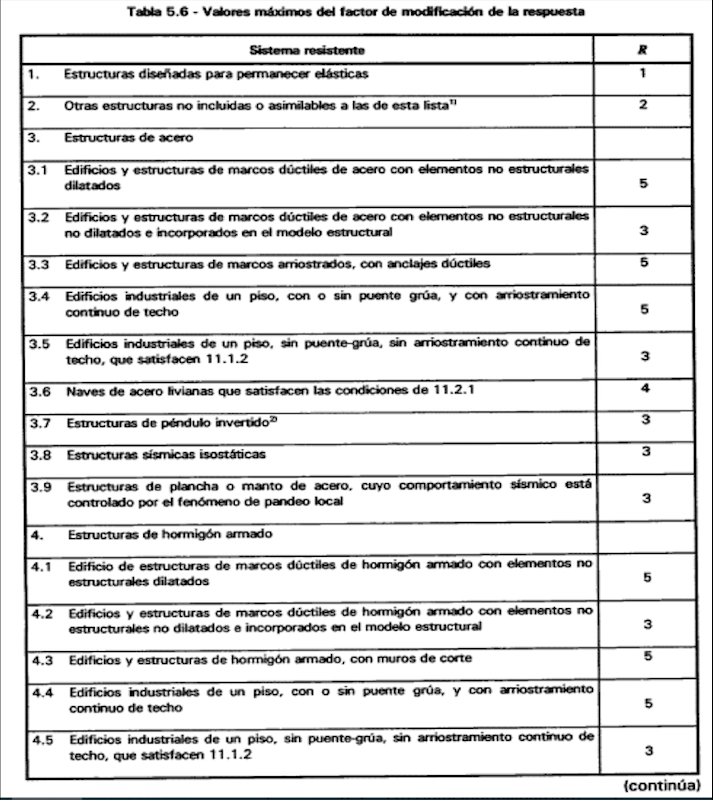 Tabla 5.6 - Valores máximos del factor de modificación de la respuesta
Sistema resistente R
1. Estructuras diseñadas para permanecer elásticas 1
2. Otras estructuras no incluidas o asimilables a las de esta lista¹⁾ 2
3. Estructuras de acero
3.1 Edificios y estructuras de marcos dúctiles de acero con elementos no estructurales
dilatados 5
3.2 Edificios y estructuras de marcos dúctiles de acero con elementos no estructurales
no dilatados e incorporados en el modelo estructural 3
3.3 Edificios y estructuras de marcos arriostrados, con anclajes dúctiles 5
3.4 Edificios industriales de un piso, con o sin puente grúa, y con arriostramiento
continuo de techo 5
3.5 Edificios industriales de un piso, sin puente-grúa, sin arriostramiento continuo de
techo, que satisfacen 11.1.2 3
3.6 Naves de acero livianas que satisfacen las condiciones de 11.2.1 4
3.7 Estructuras de péndulo invertido²⁾ 3
3.8 Estructuras sísmicas isostáticas 3
3.9 Estructuras de plancha o manto de acero, cuyo comportamiento sísmico está
controlado por el fenómeno de pandeo local 3
4. Estructuras de hormigón armado
4.1 Edificio de estructuras de marcos dúctiles de hormigón armado con elementos no
estructurales dilatados 5
4.2 Edificios y estructuras de marcos dúctiles de hormigón armado con elementos no
estructurales no dilatados e incorporados en el modelo estructural 3
4.3 Edificios y estructuras de hormigón armado, con muros de corte 5
4.4 Edificios industriales de un piso, con o sin puente grúa, y con arriostramiento
continuo de techo 5
4.5 Edificios industriales de un piso, sin puente-grúa, sin arriostramiento continuo de
techo, que satisfacen 11.1.2 3
(continúa)